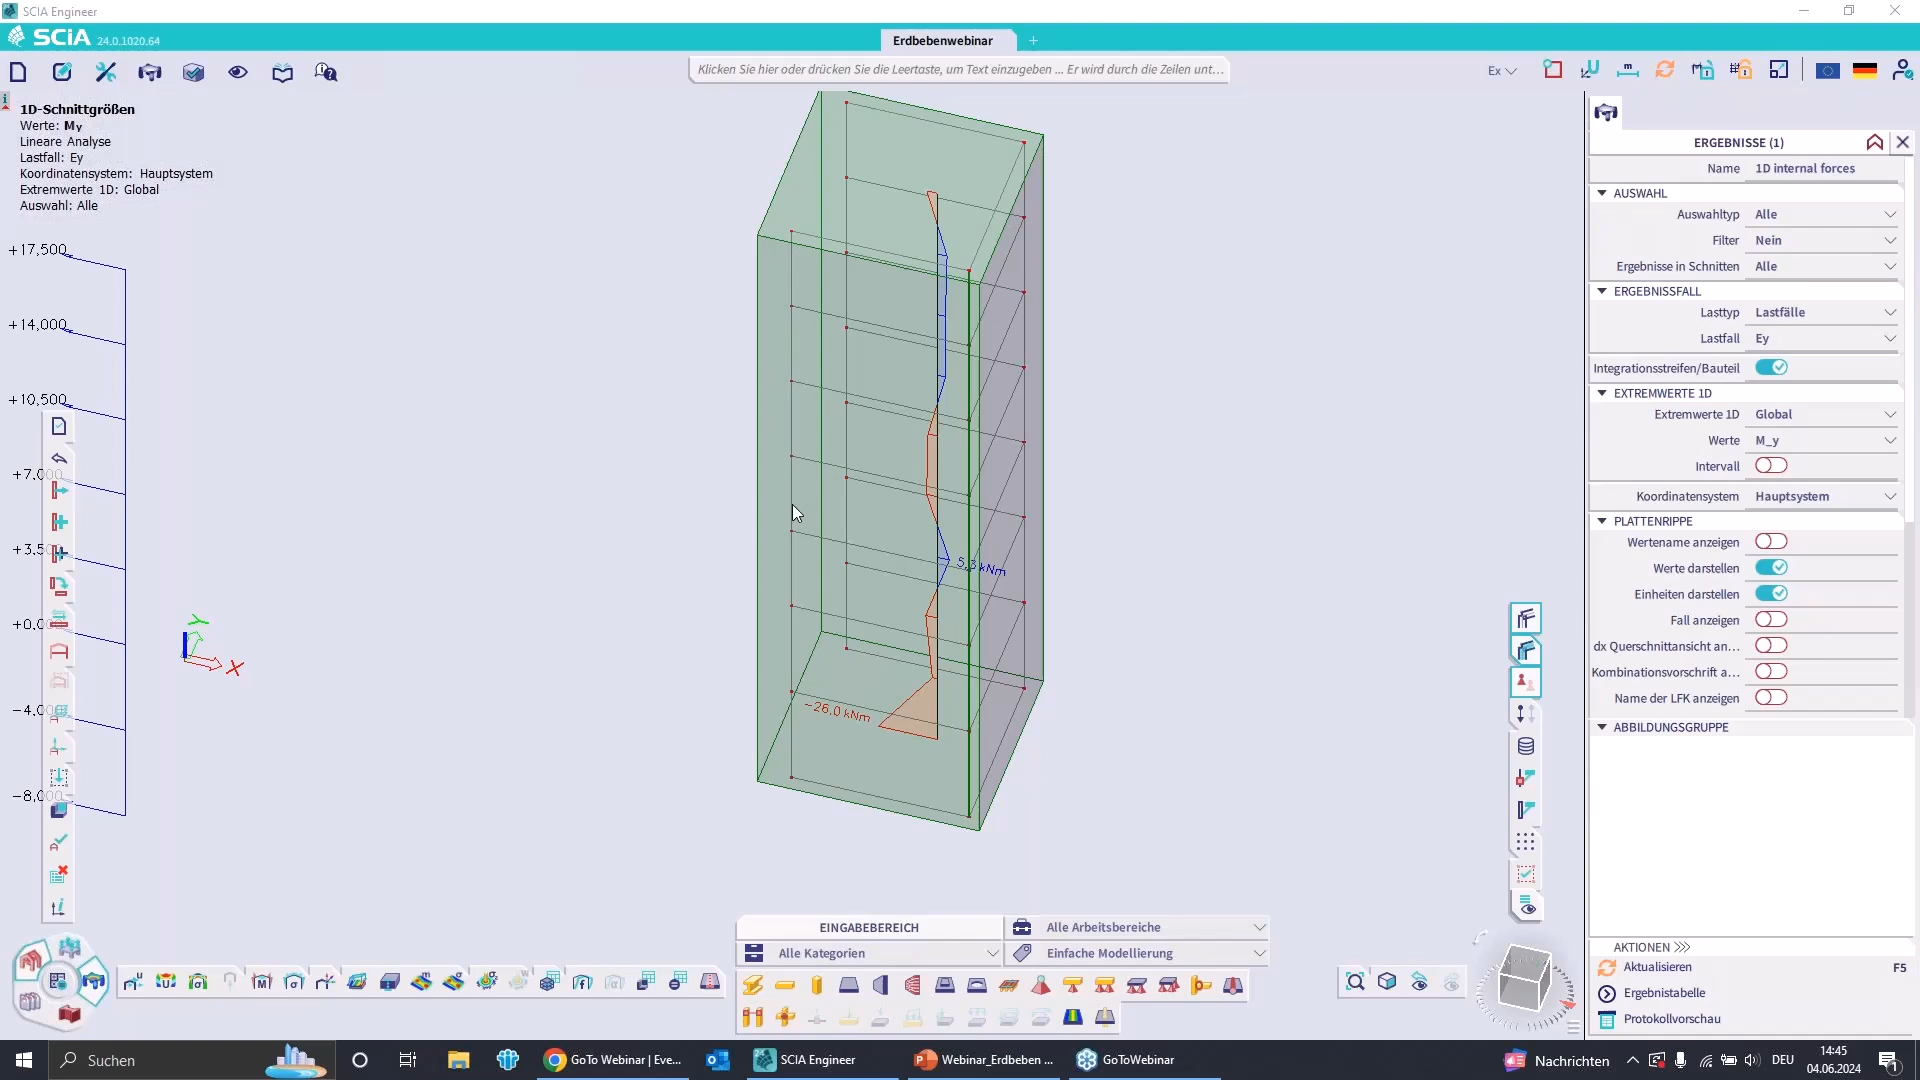 SCIA Engineer
SCIA 24.0.1020.64
Erdbebenwebinar
Klicken Sie hier oder drücken Sie die Leertaste, um Text einzugeben ... Er wird durch die Zeilen unt...
Ex
1D-Schnittgrößen
Werte: My
Lineare Analyse
Lastfall: Ey
Koordinatensystem: Hauptsystem
Extremwerte 1D: Global
Auswahl: Alle
+17,500
+14,000
+10,500
+7,000
+3,5
+0,0
-4,0
-8,000
Y
X
5,3 kNm
-26,0 kNm
ERGEBNISSE (1)
Name 1D internal forces
AUSWAHL
Auswahltyp Alle
Filter Nein
Ergebnisse in Schnitten Alle
ERGEBNISFALL
Lasttyp Lastfälle
Lastfall Ey
Integrationsstreifen/Bauteil
EXTREMWERTE 1D
Extremwerte 1D Global
Werte M_y
Intervall
Koordinatensystem Hauptsystem
PLATTENRIPPE
Wertename anzeigen
Werte darstellen
Einheiten darstellen
Fall anzeigen
dx Querschnittansicht an...
Kombinationsvorschrift a...
Name der LFK anzeigen
ABBILDUNGSGRUPPE
AKTIONEN >>>
Aktualisieren F5
Ergebnistabelle
Protokollvorschau
EINGABEBEREICH
Alle Arbeitsbereiche
Alle Kategorien
Einfache Modellierung
Suchen
GoTo Webinar | Eve...
SCIA Engineer
Webinar_Erdbeben ...
GoToWebinar
Nachrichten
DEU
14:45
04.06.2024
1